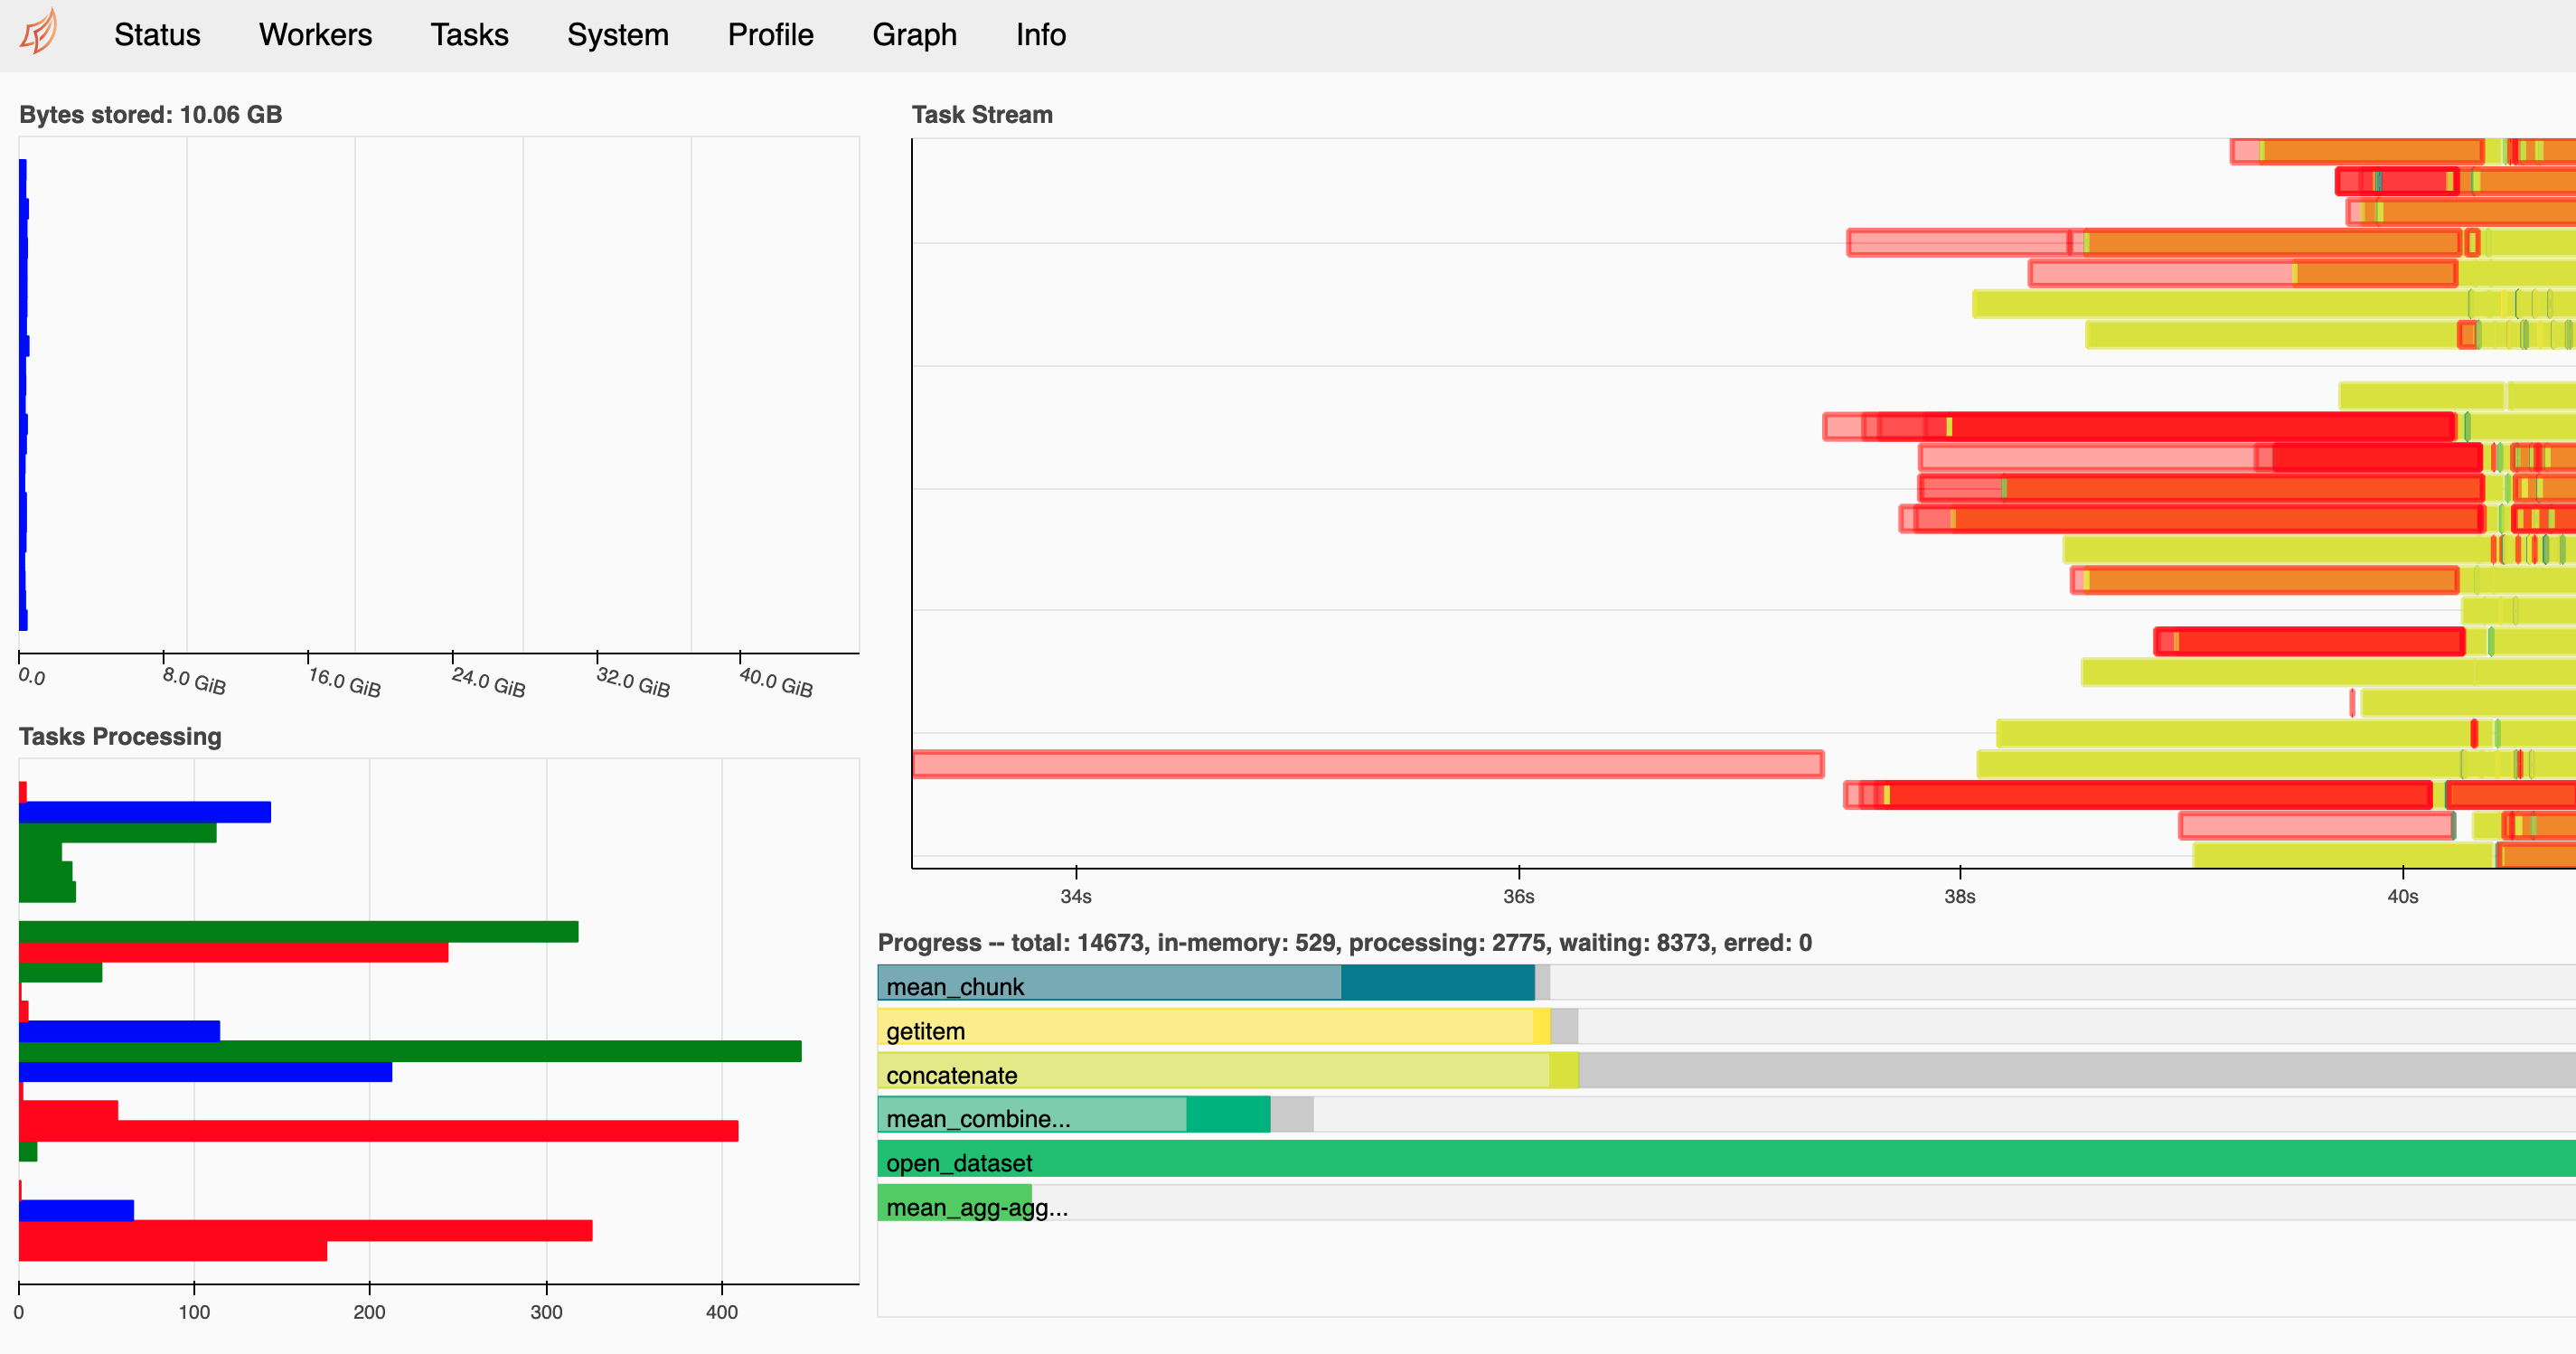 Status Workers Tasks System Profile Graph Info
Bytes stored: 10.06 GB
0.0 8.0 GiB 16.0 GiB 24.0 GiB 32.0 GiB 40.0 GiB
Tasks Processing
0 100 200 300 400
Task Stream
34s 36s 38s 40s
Progress -- total: 14673, in-memory: 529, processing: 2775, waiting: 8373, erred: 0
mean_chunk
getitem
concatenate
mean_combine...
open_dataset
mean_agg-agg...